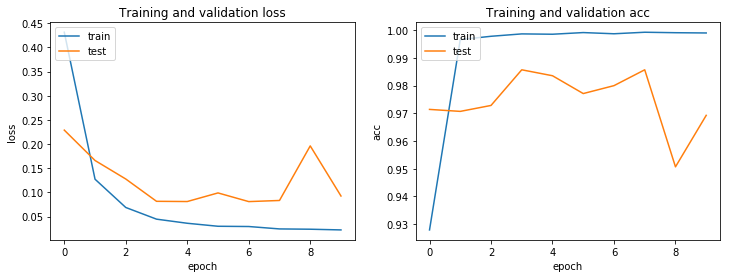 Training and validation loss
train
test
0.45
0.40
0.35
0.30
0.25
0.20
0.15
0.10
0.05
loss
0 2 4 6 8
epoch
Training and validation acc
train
test
1.00
0.99
0.98
0.97
0.96
0.95
0.94
0.93
acc
0 2 4 6 8
epoch